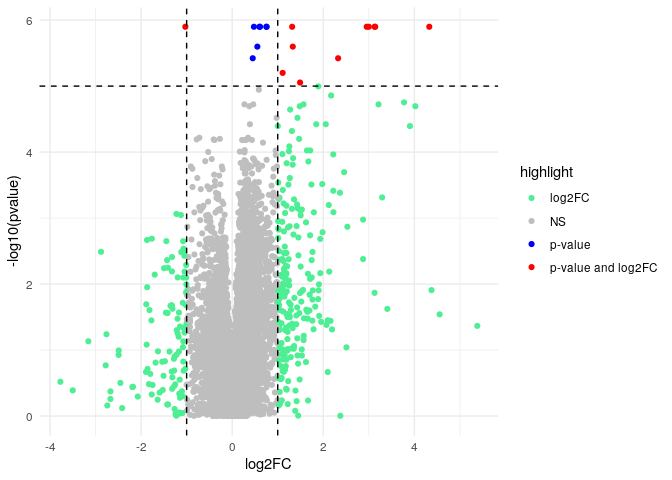 6
4
2
0
-log10(pvalue)
-4
-2
0
2
4
log2FC
highlight
log2FC
NS
p-value
p-value and log2FC